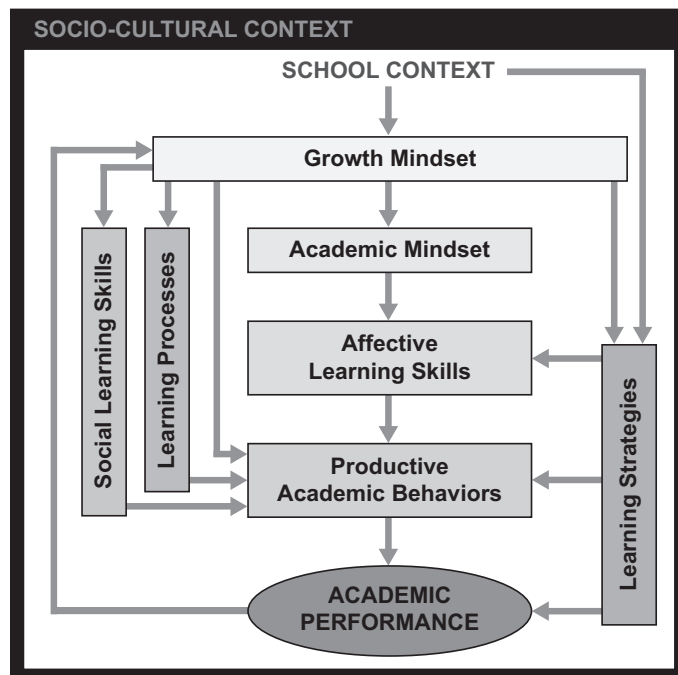 SOCIO-CULTURAL CONTEXT
SCHOOL CONTEXT
Growth Mindset
Academic Mindset
Social Learning Skills
Learning Processes
Affective
Learning Skills
Learning Strategies
Productive
Academic Behaviors
ACADEMIC
PERFORMANCE